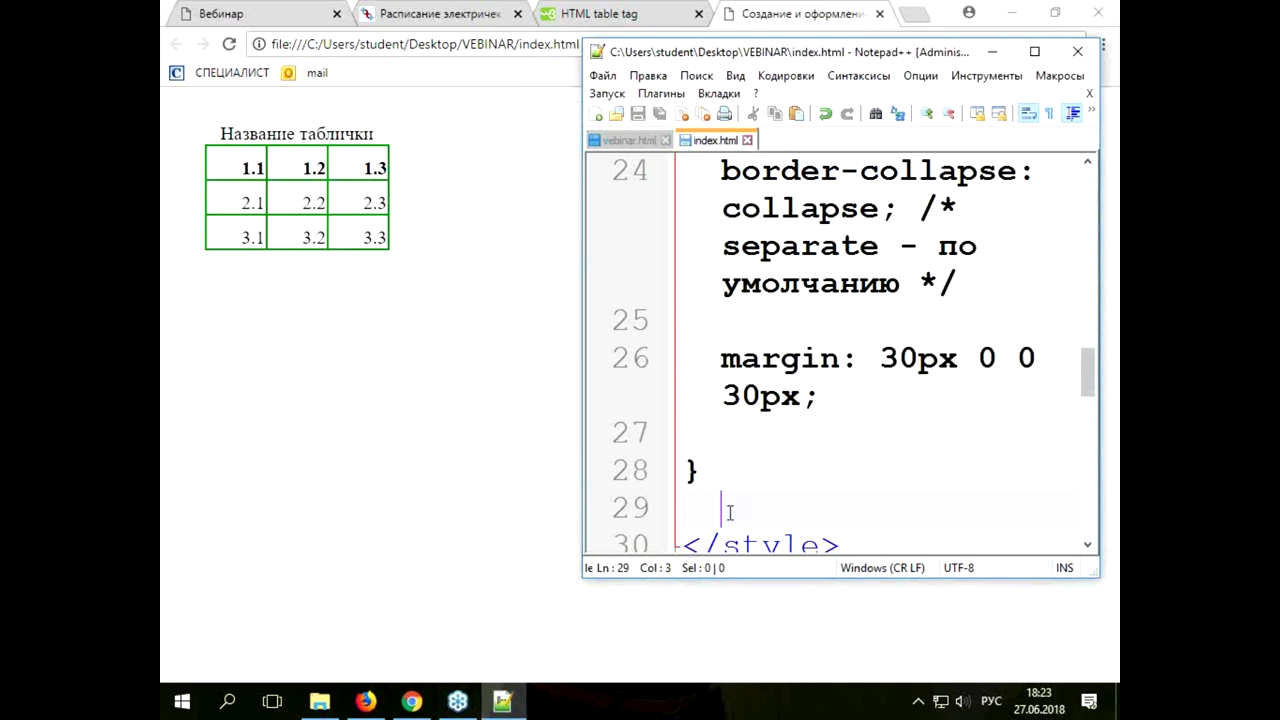 Вебинар
Расписание электричек
HTML table tag
Создание и оформлени
file:///C:/Users/student/Desktop/VEBINAR/index.html
СПЕЦИАЛИСТ
mail
Название таблички
1.1 1.2 1.3
2.1 2.2 2.3
3.1 3.2 3.3
C:\Users\student\Desktop\VEBINAR\index.html - Notepad++ [Adminis...
Файл Правка Поиск Вид Кодировки Синтаксисы Опции Инструменты Макросы
Запуск Плагины Вкладки ? X
vebinar.html index.html
24 border-collapse:
collapse; /*
separate - по
умолчанию */
25
26 margin: 30px 0 0
30px;
27
28 }
29
30 </style>
le Ln : 29 Col : 3 Sel : 0 | 0 Windows (CR LF) UTF-8 INS
РУС
18:23
27.06.2018